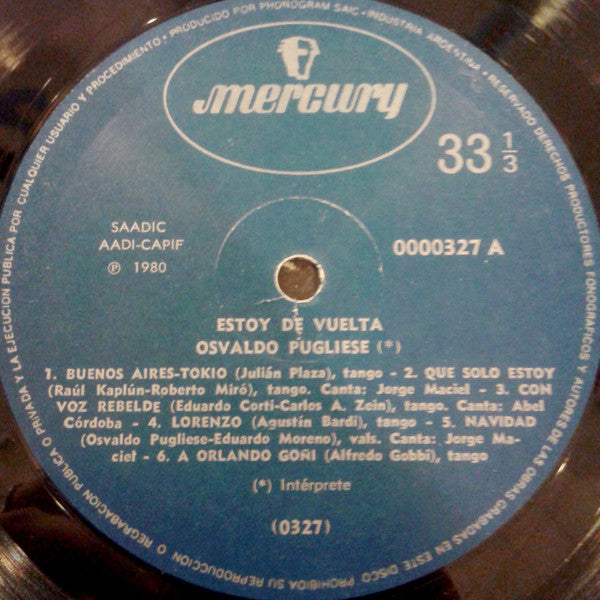 PRODUCIDO POR PHONOGRAM SAIC - INDUSTRIA ARGENTINA - RESERVADO DERECHOS PRODUCTORES FONOGRAFICOS Y AUTORES DE LAS OBRAS GRABADAS EN ESTE DISCO PROHIBIDA SU REPRODUCCION O REGRABACION PUBLICA O PRIVADA Y LA EJECUCION PUBLICA POR CUALQUIER USUARIO Y PROCEDIMIENTO
mercury
33 1/3
SAADIC
AADI-CAPIF
℗ 1980
0000327 A
ESTOY DE VUELTA
OSVALDO PUGLIESE (*)
1. BUENOS AIRES-TOKIO (Julián Plaza), tango - 2. QUE SOLO ESTOY
(Raúl Kaplún-Roberto Miró), tango. Canta: Jorge Maciel - 3. CON
VOZ REBELDE (Eduardo Corti-Carlos A. Zein), tango. Canta: Abel
Córdoba - 4. LORENZO (Agustín Bardi), tango - 5. NAVIDAD
(Osvaldo Pugliese-Eduardo Moreno), vals. Canta: Jorge Ma-
ciel - 6. A ORLANDO GOÑI (Alfredo Gobbi), tango
(*) Intérprete
(0327)